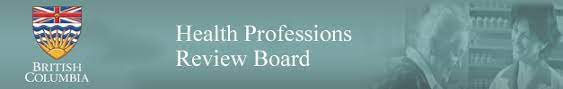 Health Professions
Review Board
BRITISH
COLUMBIA